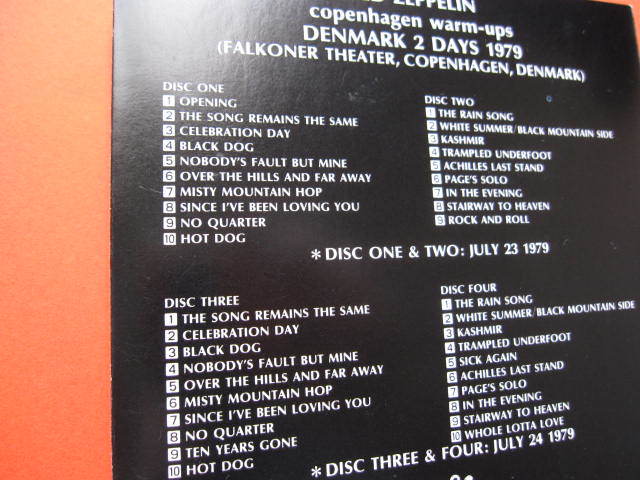 ZEPPELIN
copenhagen warm-ups
DENMARK 2 DAYS 1979
(FALKONER THEATER, COPENHAGEN, DENMARK)
DISC ONE
1 OPENING
2 THE SONG REMAINS THE SAME
3 CELEBRATION DAY
4 BLACK DOG
5 NOBODY'S FAULT BUT MINE
6 OVER THE HILLS AND FAR AWAY
7 MISTY MOUNTAIN HOP
8 SINCE I'VE BEEN LOVING YOU
9 NO QUARTER
10 HOT DOG
DISC TWO
1 THE RAIN SONG
2 WHITE SUMMER/BLACK MOUNTAIN SIDE
3 KASHMIR
4 TRAMPLED UNDERFOOT
5 ACHILLES LAST STAND
6 PAGE'S SOLO
7 IN THE EVENING
8 STAIRWAY TO HEAVEN
9 ROCK AND ROLL
* DISC ONE & TWO: JULY 23 1979
DISC THREE
1 THE SONG REMAINS THE SAME
2 CELEBRATION DAY
3 BLACK DOG
4 NOBODY'S FAULT BUT MINE
5 OVER THE HILLS AND FAR AWAY
6 MISTY MOUNTAIN HOP
7 SINCE I'VE BEEN LOVING YOU
8 NO QUARTER
9 TEN YEARS GONE
10 HOT DOG
DISC FOUR
1 THE RAIN SONG
2 WHITE SUMMER/BLACK MOUNTAIN SIDE
3 KASHMIR
4 TRAMPLED UNDERFOOT
5 SICK AGAIN
6 ACHILLES LAST STAND
7 PAGE'S SOLO
8 IN THE EVENING
9 STAIRWAY TO HEAVEN
10 WHOLE LOTTA LOVE
* DISC THREE & FOUR: JULY 24 1979